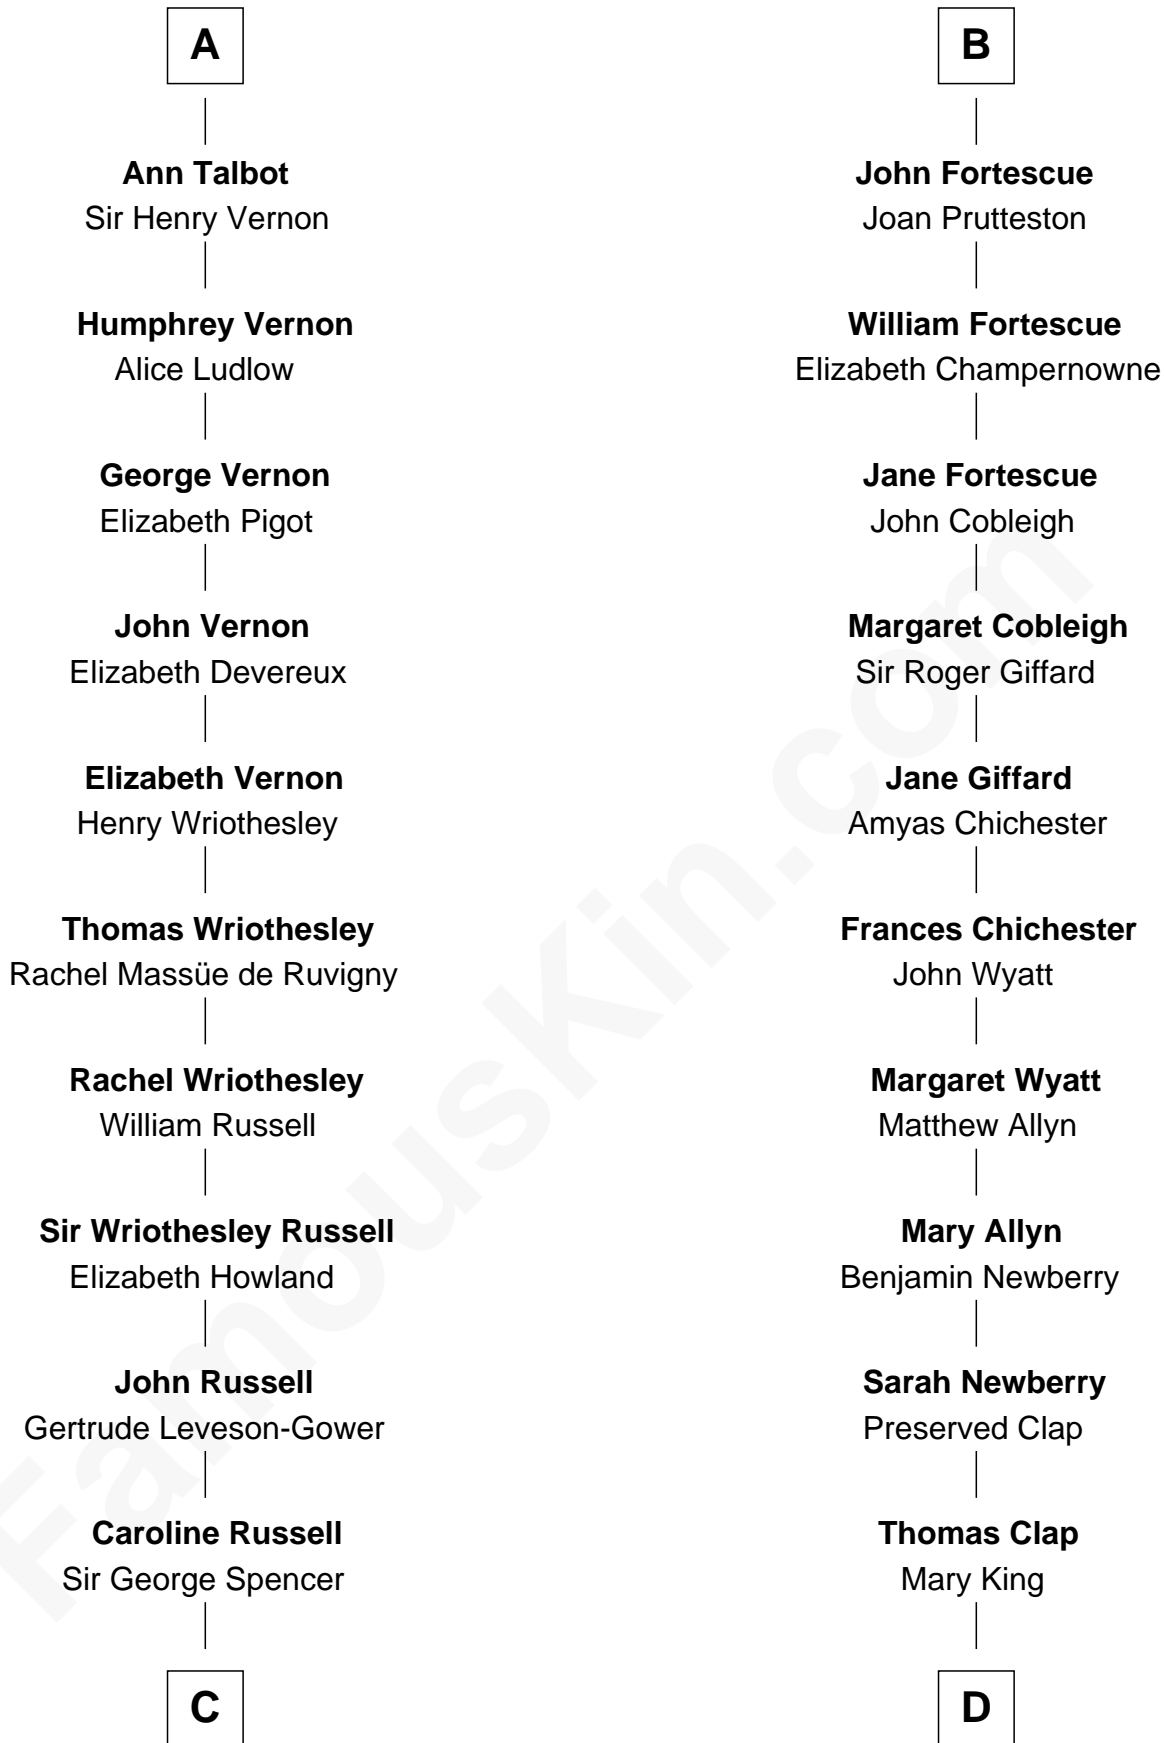 A
Ann Talbot
Sir Henry Vernon
Humphrey Vernon
Alice Ludlow
George Vernon
Elizabeth Pigot
John Vernon
Elizabeth Devereux
Elizabeth Vernon
Henry Wriothesley
Thomas Wriothesley
Rachel Massüe de Ruvigny
Rachel Wriothesley
William Russell
Sir Wriothesley Russell
Elizabeth Howland
John Russell
Gertrude Leveson-Gower
Caroline Russell
Sir George Spencer
C
B
John Fortescue
Joan Prutteston
William Fortescue
Elizabeth Champernowne
Jane Fortescue
John Cobleigh
Margaret Cobleigh
Sir Roger Giffard
Jane Giffard
Amyas Chichester
Frances Chichester
John Wyatt
Margaret Wyatt
Matthew Allyn
Mary Allyn
Benjamin Newberry
Sarah Newberry
Preserved Clap
Thomas Clap
Mary King
D
FamousKin.com